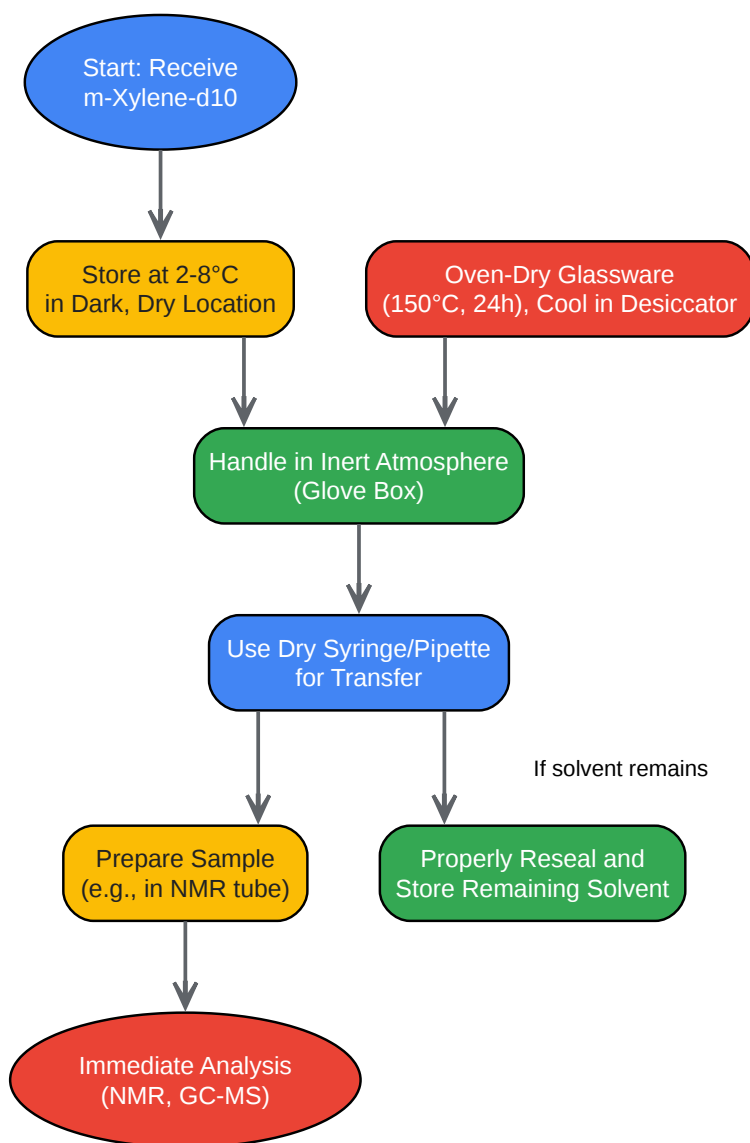 Start: Receive
m-Xylene-d10
Store at 2-8°C
in Dark, Dry Location
Oven-Dry Glassware
(150°C, 24h), Cool in Desiccator
Handle in Inert Atmosphere
(Glove Box)
Use Dry Syringe/Pipette
for Transfer
If solvent remains
Prepare Sample
(e.g., in NMR tube)
Properly Reseal and
Store Remaining Solvent
Immediate Analysis
(NMR, GC-MS)